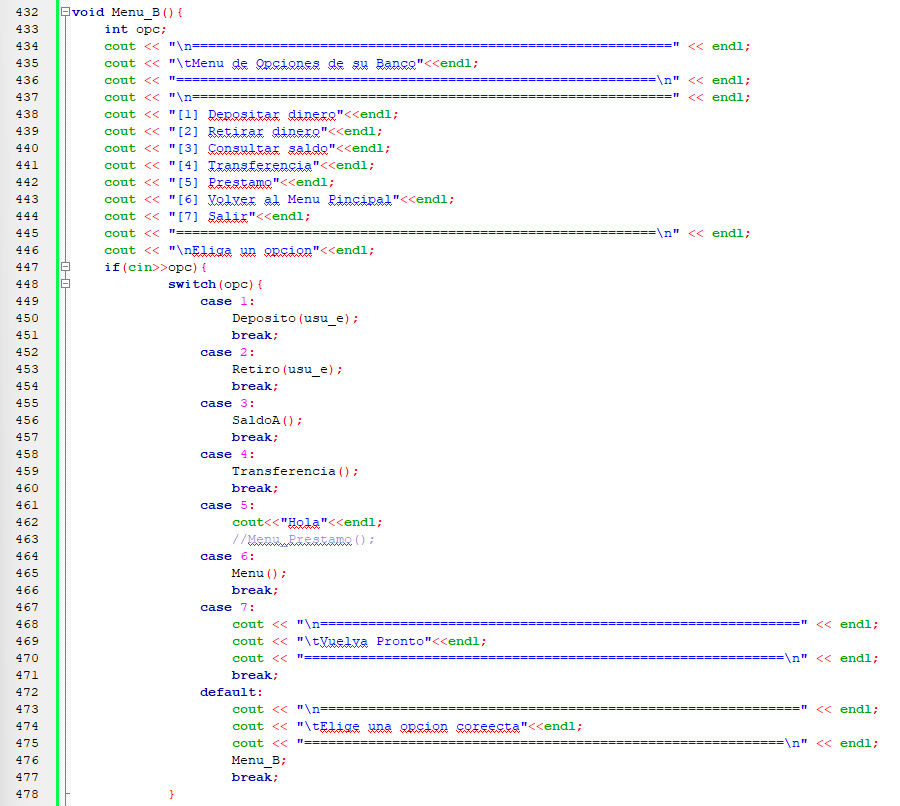 432 void Menu_B(){
433 int opc;
434 cout << "\n============================================================" << endl;
435 cout << "\tMenu de Opciones de su Banco"<<endl;
436 cout << "============================================================\n" << endl;
437 cout << "\n============================================================" << endl;
438 cout << "[1] Depositar dinero"<<endl;
439 cout << "[2] Retirar dinero"<<endl;
440 cout << "[3] Consultar saldo"<<endl;
441 cout << "[4] Transferencia"<<endl;
442 cout << "[5] Prestamo"<<endl;
443 cout << "[6] Volver al Menu Pincipal"<<endl;
444 cout << "[7] Salir"<<endl;
445 cout << "============================================================\n" << endl;
446 cout << "\nEliga un opcion"<<endl;
447 if(cin>>opc){
448 switch(opc){
449 case 1:
450 Deposito(usu_e);
451 break;
452 case 2:
453 Retiro(usu_e);
454 break;
455 case 3:
456 SaldoA();
457 break;
458 case 4:
459 Transferencia();
460 break;
461 case 5:
462 cout<<"Hola"<<endl;
463 //Menu_Prestamo();
464 case 6:
465 Menu();
466 break;
467 case 7:
468 cout << "\n============================================================" << endl;
469 cout << "\tVuelva Pronto"<<endl;
470 cout << "============================================================\n" << endl;
471 break;
472 default:
473 cout << "\n============================================================" << endl;
474 cout << "\tElige una opcion coreecta"<<endl;
475 cout << "============================================================\n" << endl;
476 Menu_B;
477 break;
478 }